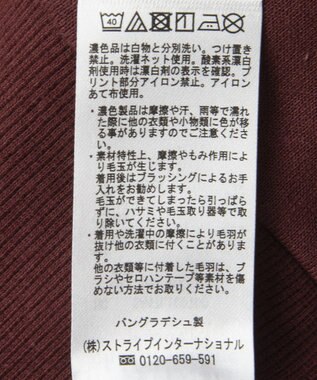 40
濃色品は白物と分別洗い。つけ置き
禁止。洗濯ネット使用。酸素系漂白
剤使用時は漂白剤の表示を確認。プ
リント部分アイロン禁止。アイロン
あて布使用。
・濃色製品は摩擦や汗、雨等で濡れ
た際に他の衣類や小物類に色が移
る事がありますのでご注意くださ
い。
・素材特性上、摩擦やもみ作用によ
り毛玉が生じます。
着用後はブラッシングによるお手
入れをお勧めします。
毛玉ができてしまったら引っぱら
ずに、ハサミや毛玉取り器等で取
り除いてください。
・着用や洗濯中の摩擦により毛羽が
抜け他の衣類に付くことがあり
ます。
他の衣類等に付着した毛羽は、ブ
ラシやセロハンテープ等素材を傷
めない方法でお取りください。
バングラデシュ製
(株)ストライプインターナショナル
0120-659-591